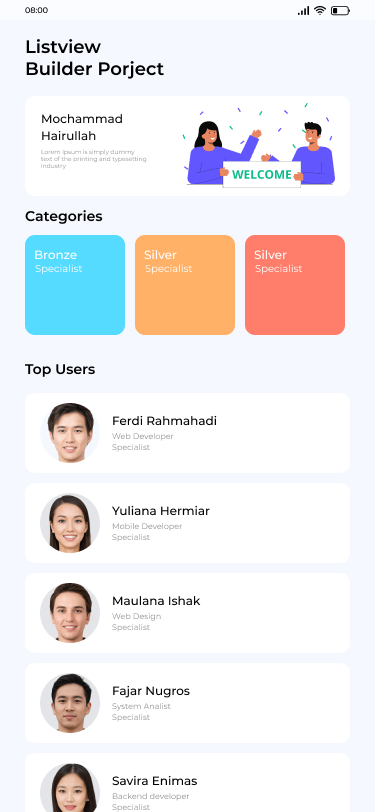 08:00
Listview
Builder Porject
Mochammad
Hairullah
Lorem Ipsum is simply dummy
text of the printing and typesetting
industry
WELCOME
Categories
Bronze
Specialist
Silver
Specialist
Silver
Specialist
Top Users
Ferdi Rahmahadi
Web Developer
Specialist
Yuliana Hermiar
Mobile Developer
Specialist
Maulana Ishak
Web Design
Specialist
Fajar Nugros
System Analist
Specialist
Savira Enimas
Backend developer
Specialist